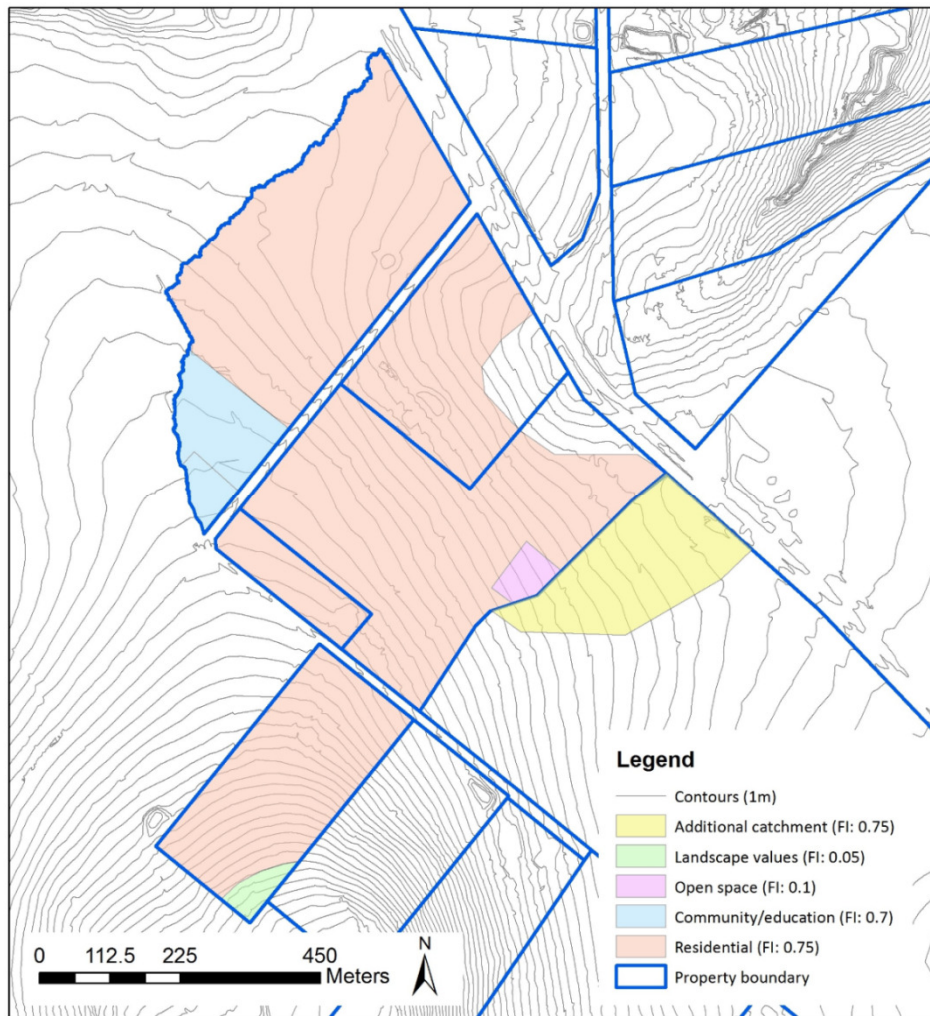 Legend
Contours (1m)
Additional catchment (FI: 0.75)
Landscape values (FI: 0.05)
Open space (FI: 0.1)
Community/education (FI: 0.7)
Residential (FI: 0.75)
Property boundary
0 112.5 225 450
Meters
N